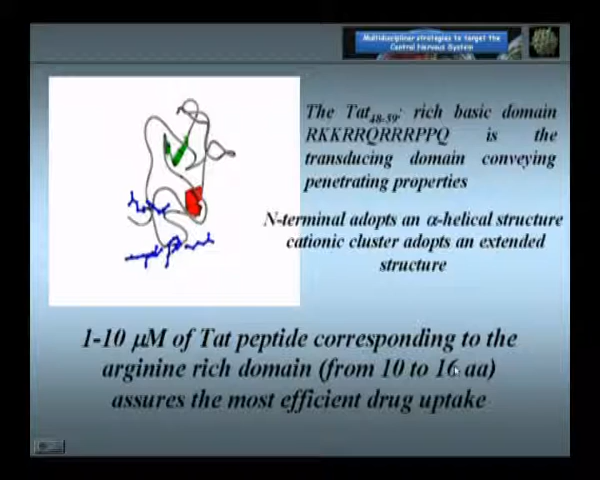 Multidisciplinar strategies to target the
Central Nervous System
The Tat48-59: rich basic domain
RKKRRQRRRPPQ is the
transducing domain conveying
penetrating properties
N-terminal adopts an α-helical structure
cationic cluster adopts an extended
structure
1-10 μM of Tat peptide corresponding to the
arginine rich domain (from 10 to 16 aa)
assures the most efficient drug uptake